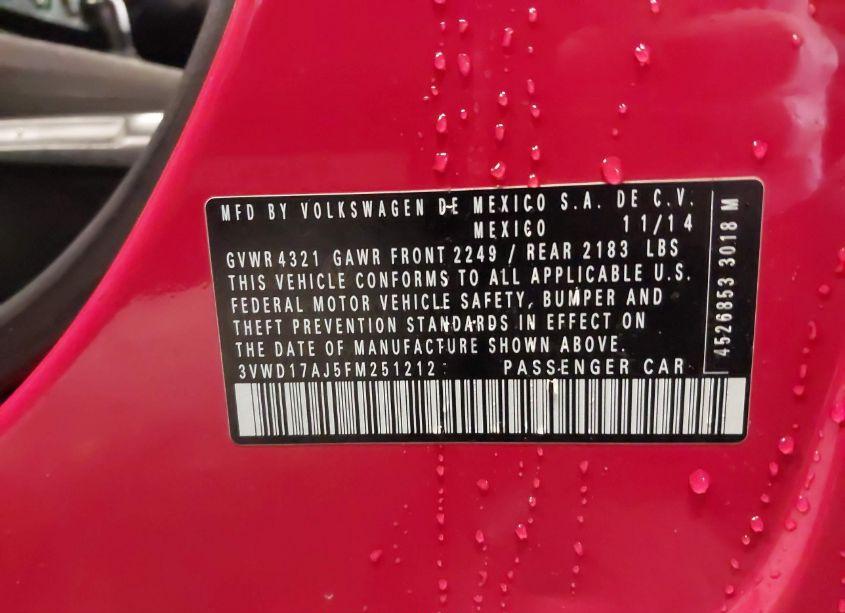 MFD BY VOLKSWAGEN DE MEXICO S.A. DE C.V.
MEXICO 11/14
GVWR 4321 GAWR FRONT 2249 / REAR 2183 LBS
THIS VEHICLE CONFORMS TO ALL APPLICABLE U.S.
FEDERAL MOTOR VEHICLE SAFETY, BUMPER AND
THEFT PREVENTION STANDARDS IN EFFECT ON
THE DATE OF MANUFACTURE SHOWN ABOVE.
3VWD17AJ5FM251212 PASSENGER CAR
4526853 3018 M